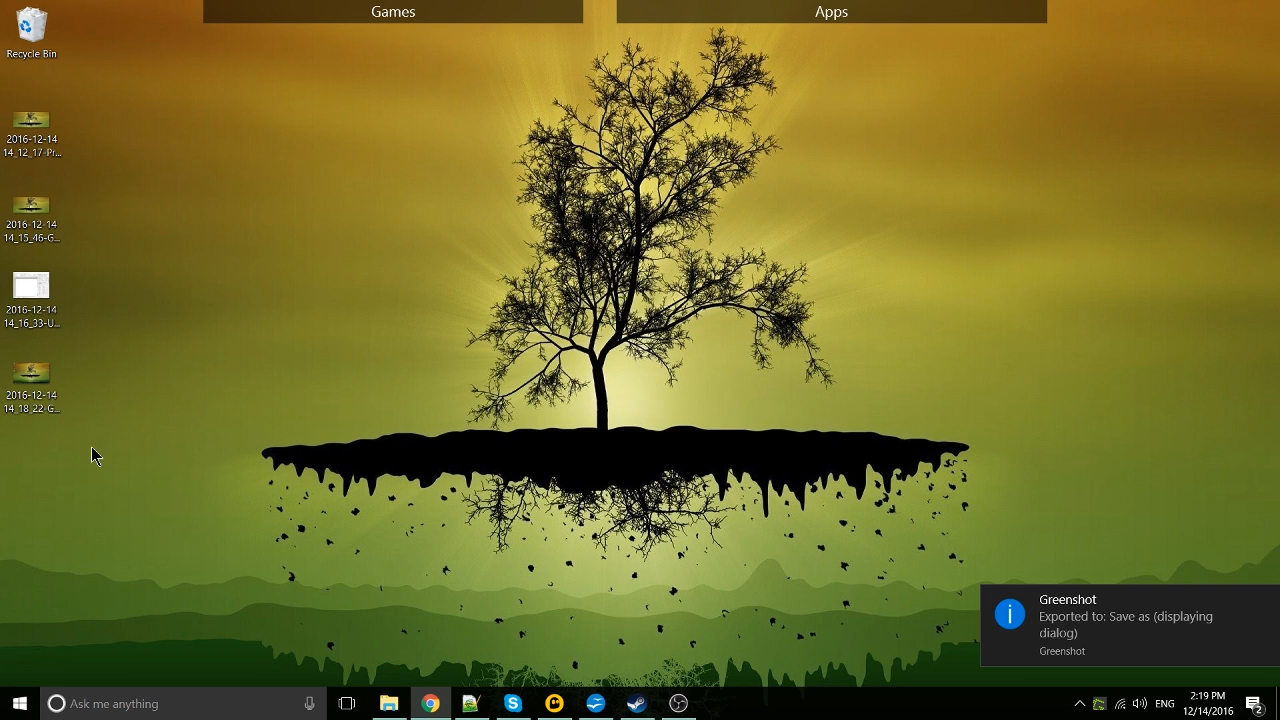 Games
Apps
Recycle Bin
2016-12-14
14_12_17-Pr...
2016-12-14
14_15_46-G...
2016-12-14
14_16_33-U...
2016-12-14
14_18_22-G...
Greenshot
Exported to: Save as (displaying
dialog)
Greenshot
Ask me anything
ENG
2:19 PM
12/14/2016
2